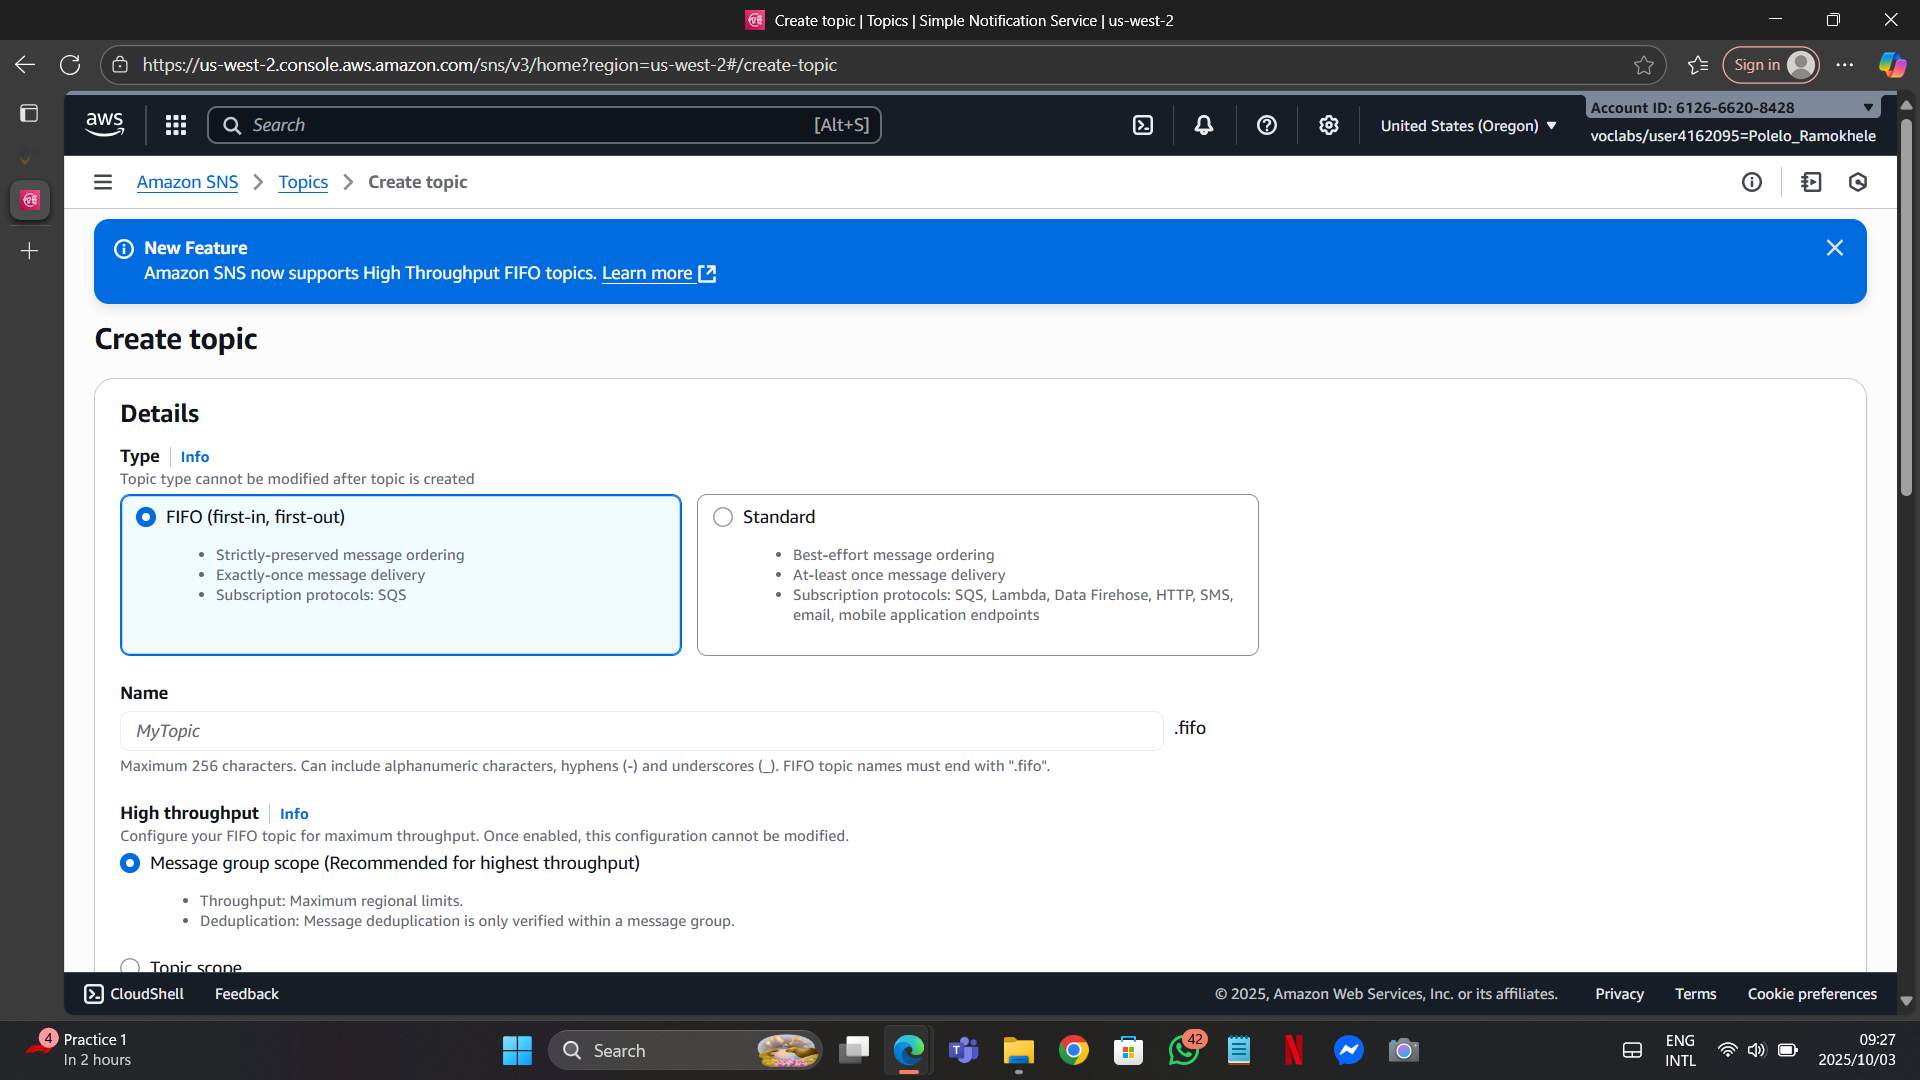 Create topic | Topics | Simple Notification Service | us-west-2
https://us-west-2.console.aws.amazon.com/sns/v3/home?region=us-west-2#/create-topic
Sign in
aws
Search
[Alt+S]
United States (Oregon)
Account ID: 6126-6620-8428
voclabs/user4162095=Polelo_Ramokhele
Amazon SNS
Topics
Create topic
New Feature
Amazon SNS now supports High Throughput FIFO topics. Learn more
Create topic
Details
Type
Info
Topic type cannot be modified after topic is created
FIFO (first-in, first-out)
• Strictly-preserved message ordering
• Exactly-once message delivery
• Subscription protocols: SQS
Standard
• Best-effort message ordering
• At-least once message delivery
• Subscription protocols: SQS, Lambda, Data Firehose, HTTP, SMS,
email, mobile application endpoints
Name
MyTopic
.fifo
Maximum 256 characters. Can include alphanumeric characters, hyphens (-) and underscores (_). FIFO topic names must end with ".fifo".
High throughput
Info
Configure your FIFO topic for maximum throughput. Once enabled, this configuration cannot be modified.
Message group scope (Recommended for highest throughput)
• Throughput: Maximum regional limits.
• Deduplication: Message deduplication is only verified within a message group.
Topic scope
CloudShell
Feedback
© 2025, Amazon Web Services, Inc. or its affiliates.
Privacy
Terms
Cookie preferences
4
Practice 1
In 2 hours
Search
42
ENG
INTL
09:27
2025/10/03